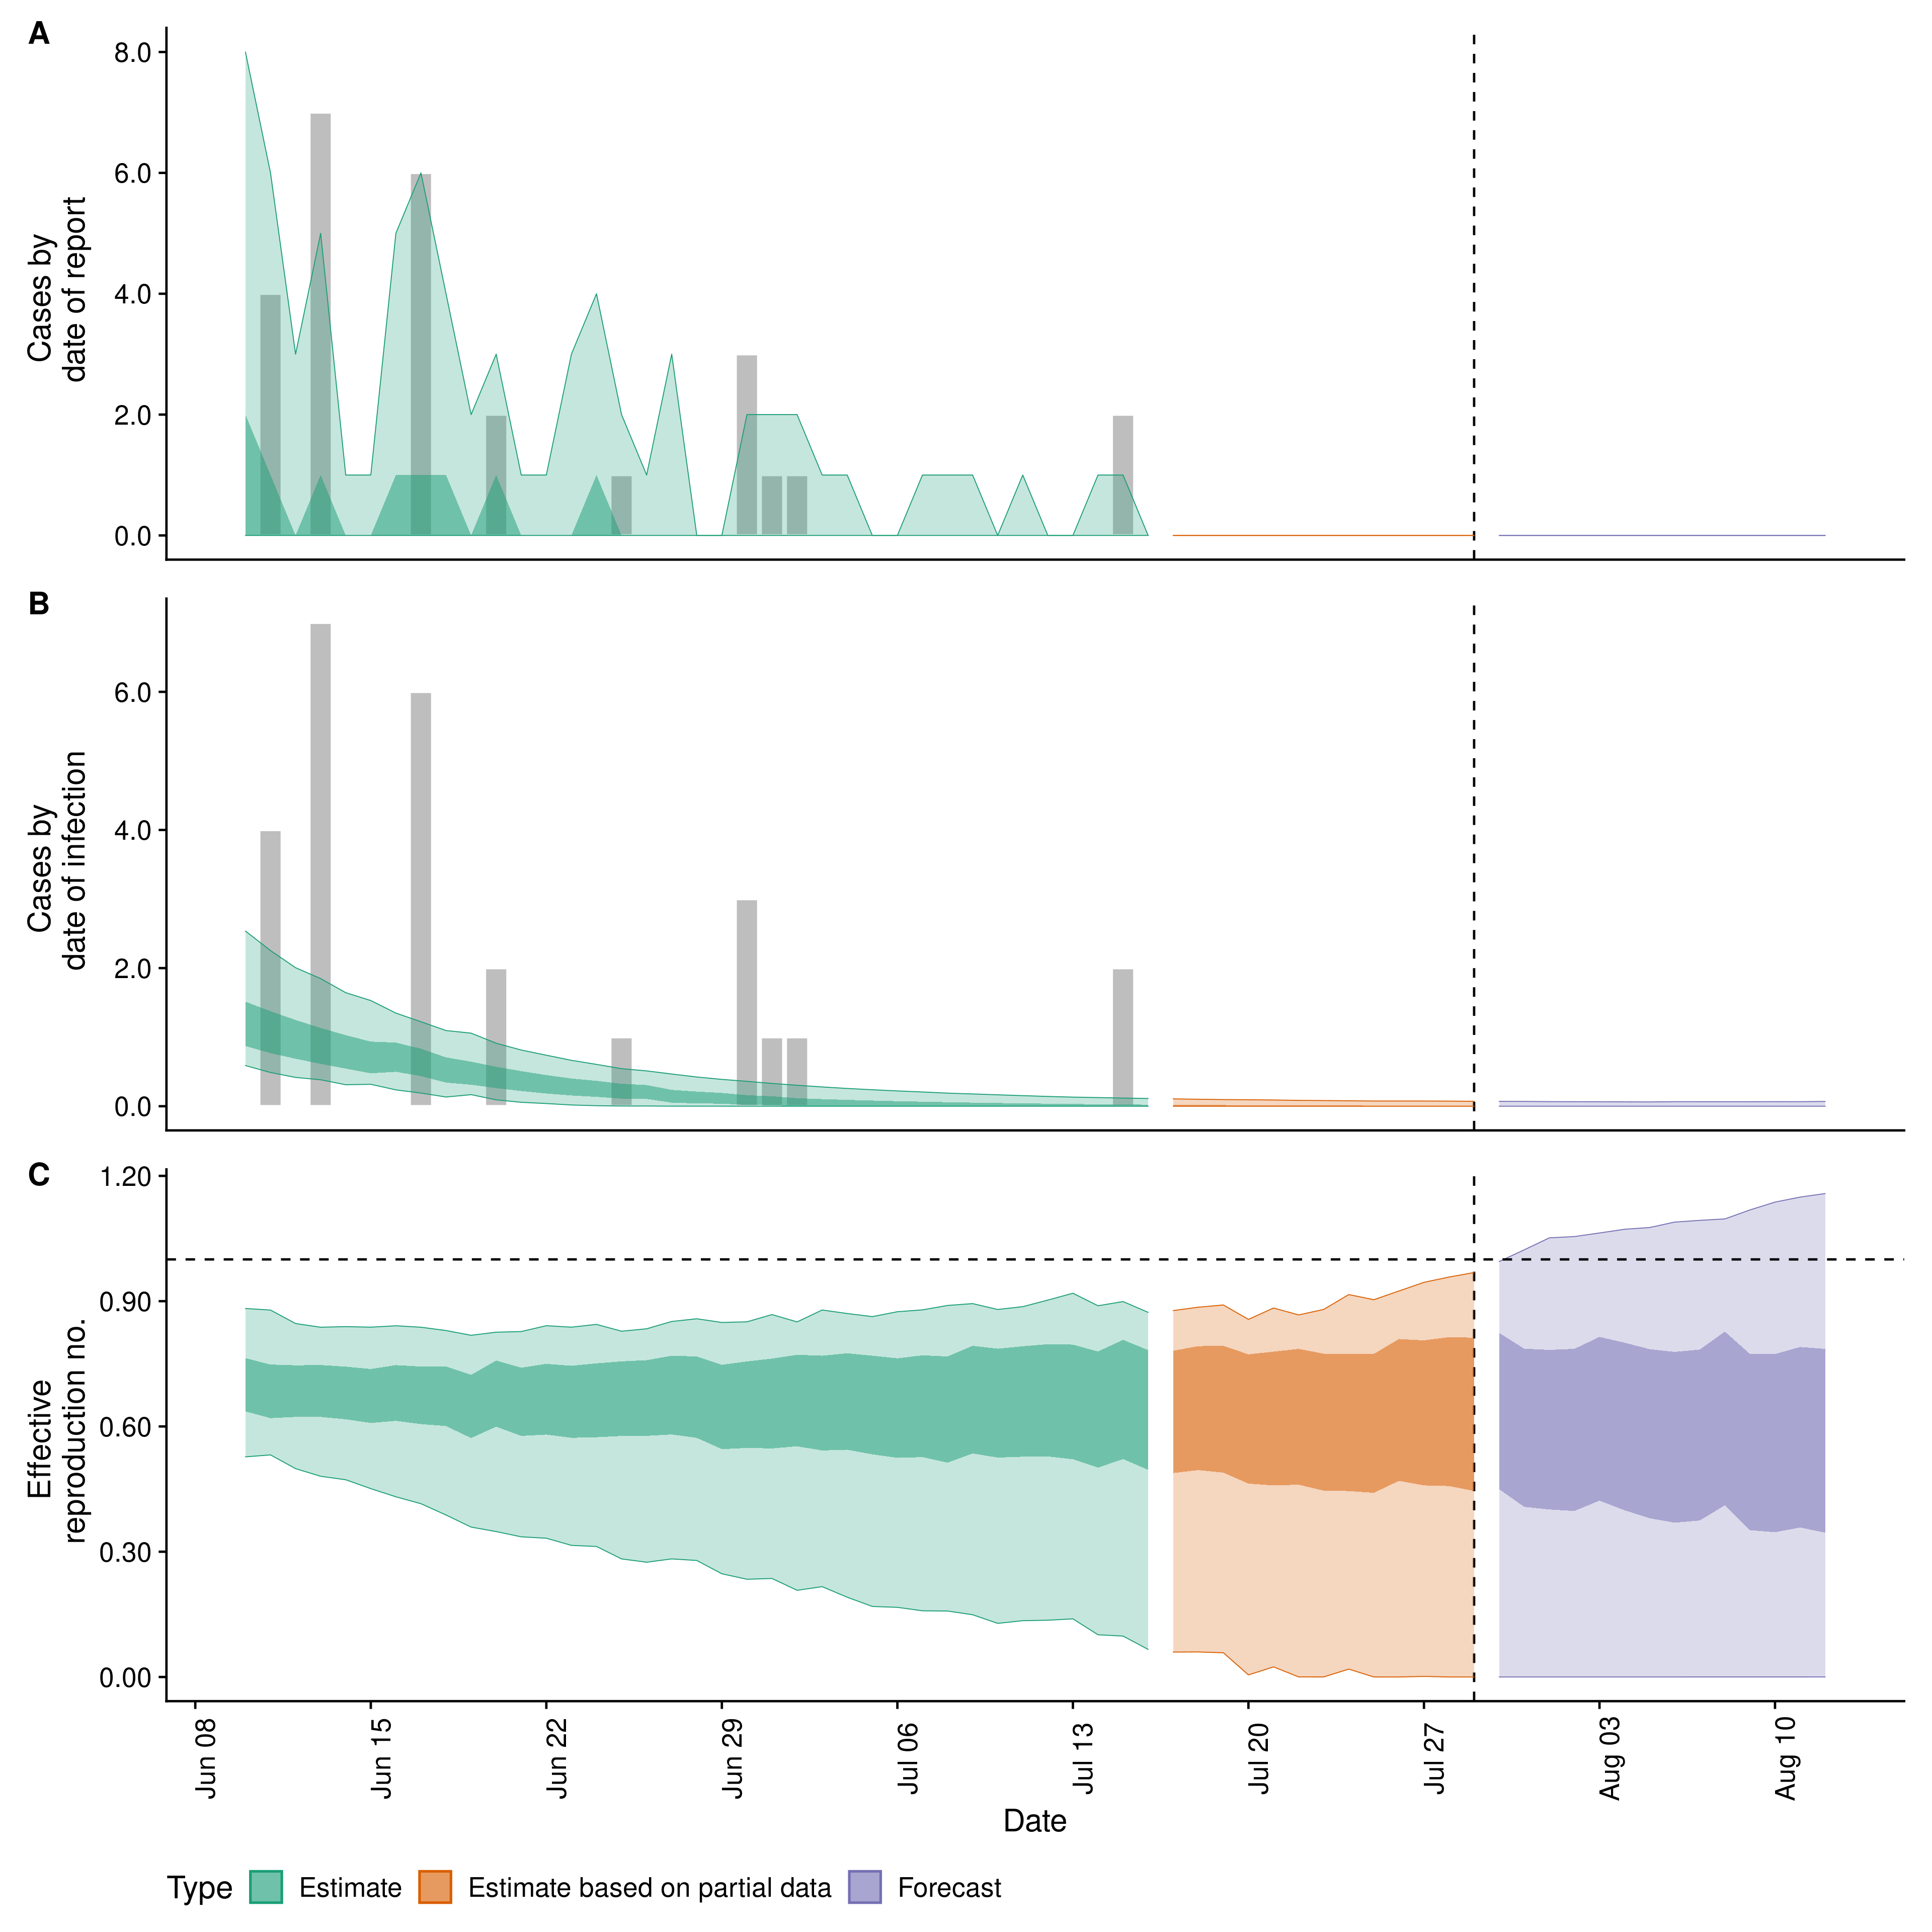 A
8.0
6.0
4.0
2.0
0.0
Cases by
date of report
B
6.0
4.0
2.0
0.0
Cases by
date of infection
C
1.20
0.90
0.60
0.30
0.00
Effective
reproduction no.
Jun 08
Jun 15
Jun 22
Jun 29
Jul 06
Jul 13
Jul 20
Jul 27
Aug 03
Aug 10
Date
Type
Estimate
Estimate based on partial data
Forecast